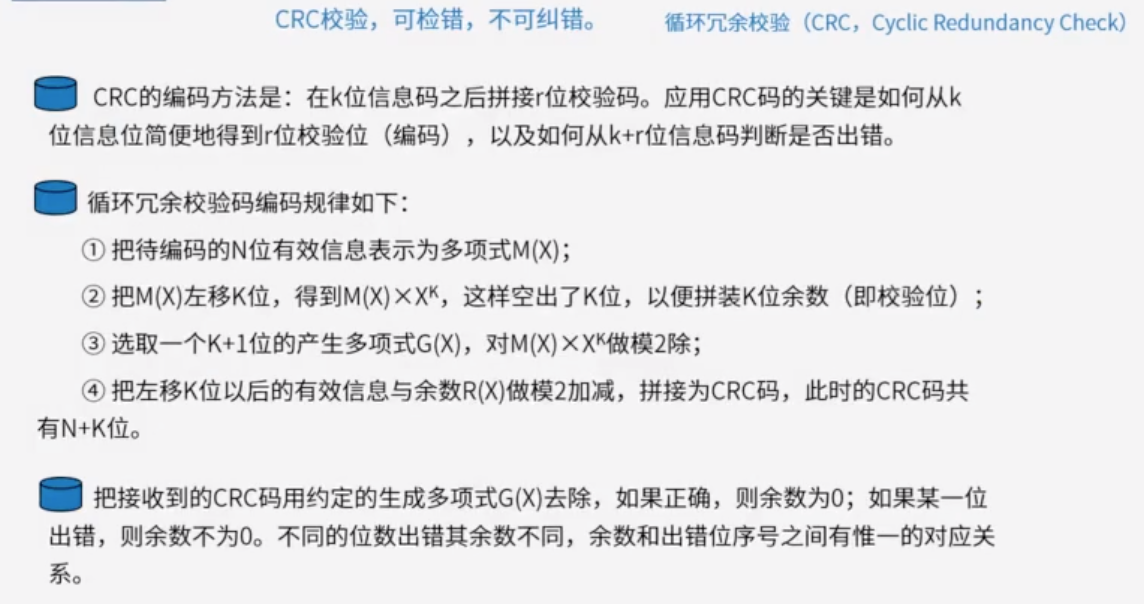 CRC校验，可检错，不可纠错。 循环冗余校验（CRC，Cyclic Redundancy Check）
CRC的编码方法是：在k位信息码之后拼接r位校验码。应用CRC码的关键是如何从k
位信息位简便地得到r位校验位（编码），以及如何从k+r位信息码判断是否出错。
循环冗余校验码编码规律如下：
① 把待编码的N位有效信息表示为多项式M(X)；
② 把M(X)左移K位，得到M(X)×Xᴷ，这样空出了K位，以便拼装K位余数（即校验位）；
③ 选取一个K+1位的产生多项式G(X)，对M(X)×Xᴷ做模2除；
④ 把左移K位以后的有效信息与余数R(X)做模2加减，拼接为CRC码，此时的CRC码共
有N+K位。
把接收到的CRC码用约定的生成多项式G(X)去除，如果正确，则余数为0；如果某一位
出错，则余数不为0。不同的位数出错其余数不同，余数和出错位序号之间有惟一的对应关
系。